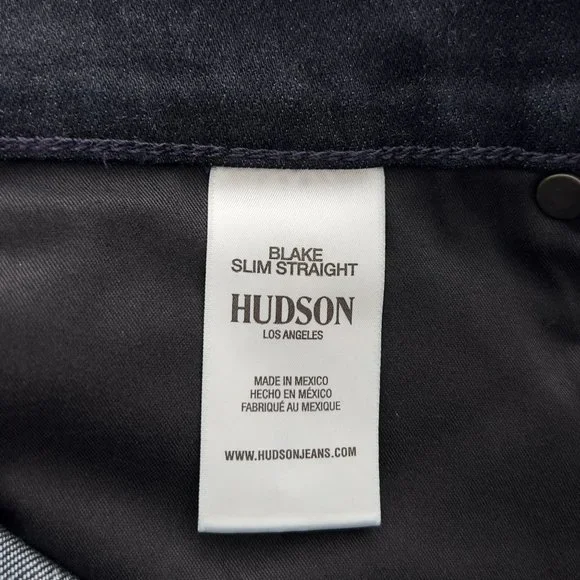 BLAKE
SLIM STRAIGHT
HUDSON
LOS ANGELES
MADE IN MEXICO
HECHO EN MÉXICO
FABRIQUÉ AU MEXIQUE
WWW.HUDSONJEANS.COM